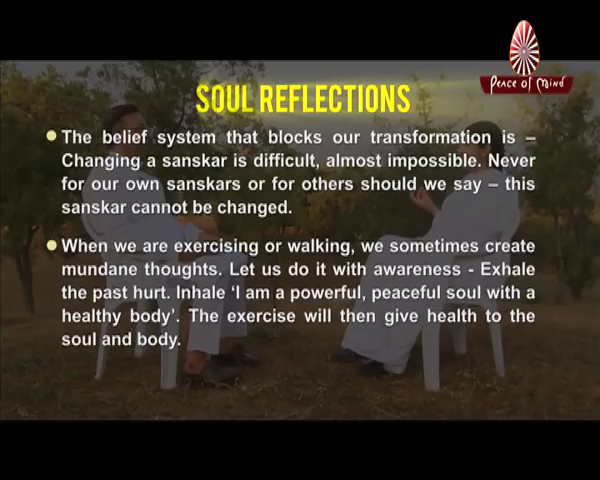 Peace of Mind
SOUL REFLECTIONS
The belief system that blocks our transformation is –
Changing a sanskar is difficult, almost impossible. Never
for our own sanskars or for others should we say – this
sanskar cannot be changed.
When we are exercising or walking, we sometimes create
mundane thoughts. Let us do it with awareness - Exhale
the past hurt. Inhale ‘I am a powerful, peaceful soul with a
healthy body’. The exercise will then give health to the
soul and body.